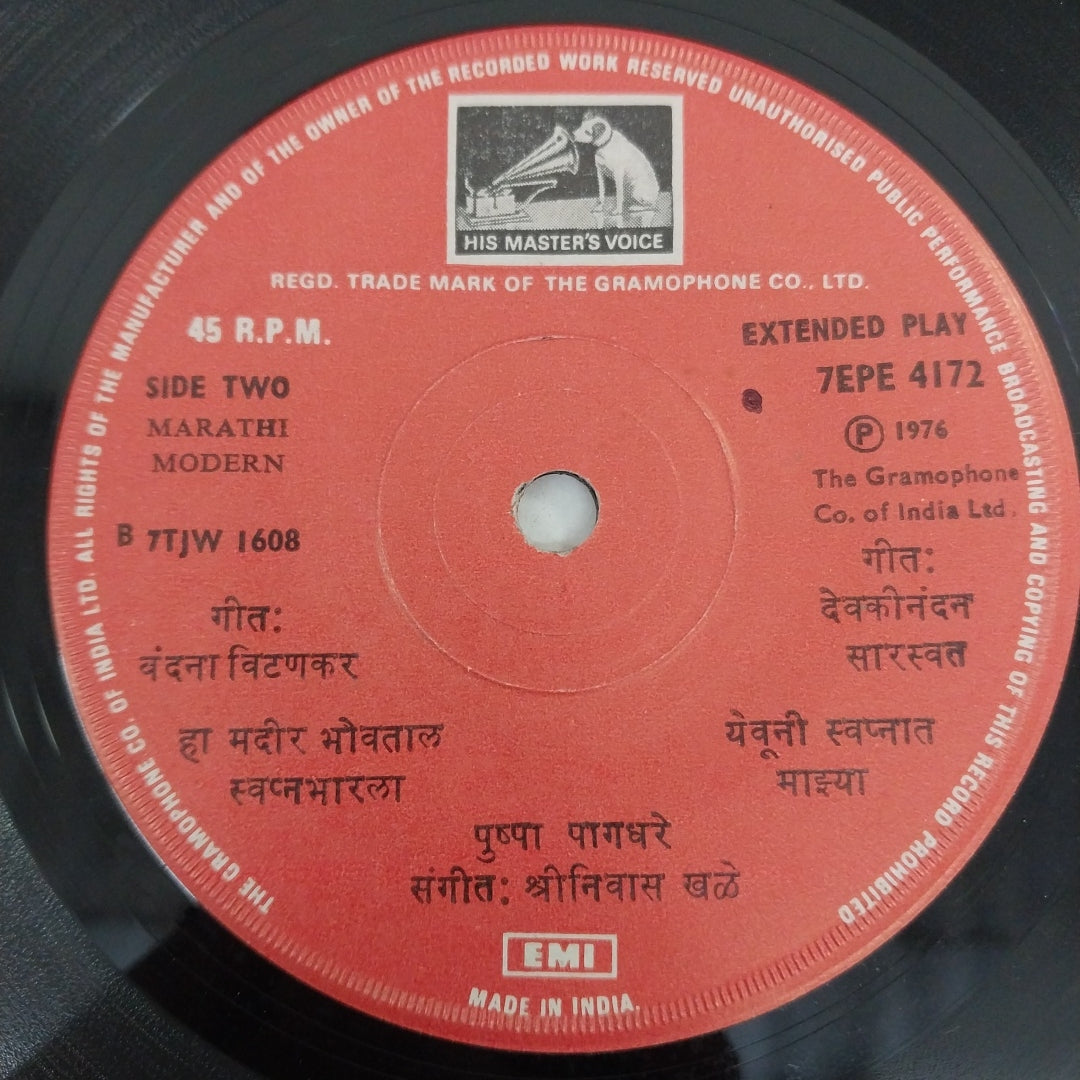 THE GRAMOPHONE CO. OF INDIA LTD. ALL RIGHTS OF THE MANUFACTURER AND OF THE OWNER OF THE RECORDED WORK RESERVED UNAUTHORISED PUBLIC PERFORMANCE BROADCASTING AND COPYING OF THIS RECORD PROHIBITED
HIS MASTER'S VOICE
REGD. TRADE MARK OF THE GRAMOPHONE CO., LTD.
45 R.P.M.
SIDE TWO
MARATHI
MODERN
B 7TJW 1608
EXTENDED PLAY
7EPE 4172
Ⓟ 1976
The Gramophone
Co. of India Ltd.
गीत:
वंदना विटणकर
हा मदीर भोवताल
स्वप्नभारला
गीत:
देवकीनंदन
सारस्वत
येवूनी स्वप्नात
माझ्या
पुष्पा पागधरे
संगीत: श्रीनिवास खळे
EMI
MADE IN INDIA.